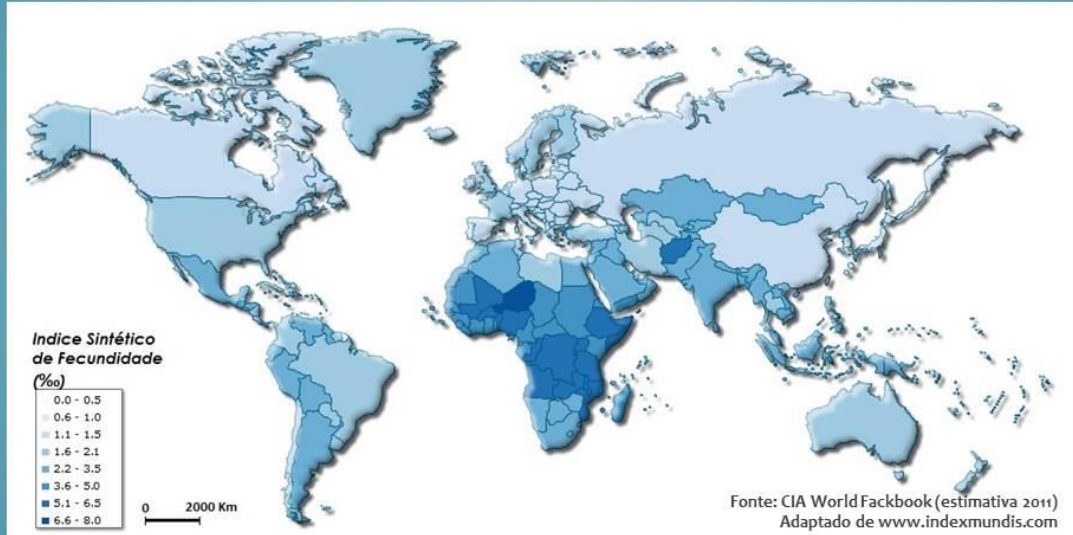 Indice Sintético
de Fecundidade
(‰)
0.0 - 0.5
0.6 - 1.0
1.1 - 1.5
1.6 - 2.1
2.2 - 3.5
3.6 - 5.0
5.1 - 6.5
6.6 - 8.0
0 2000 Km
Fonte: CIA World Fackbook (estimativa 2011)
Adaptado de www.indexmundis.com